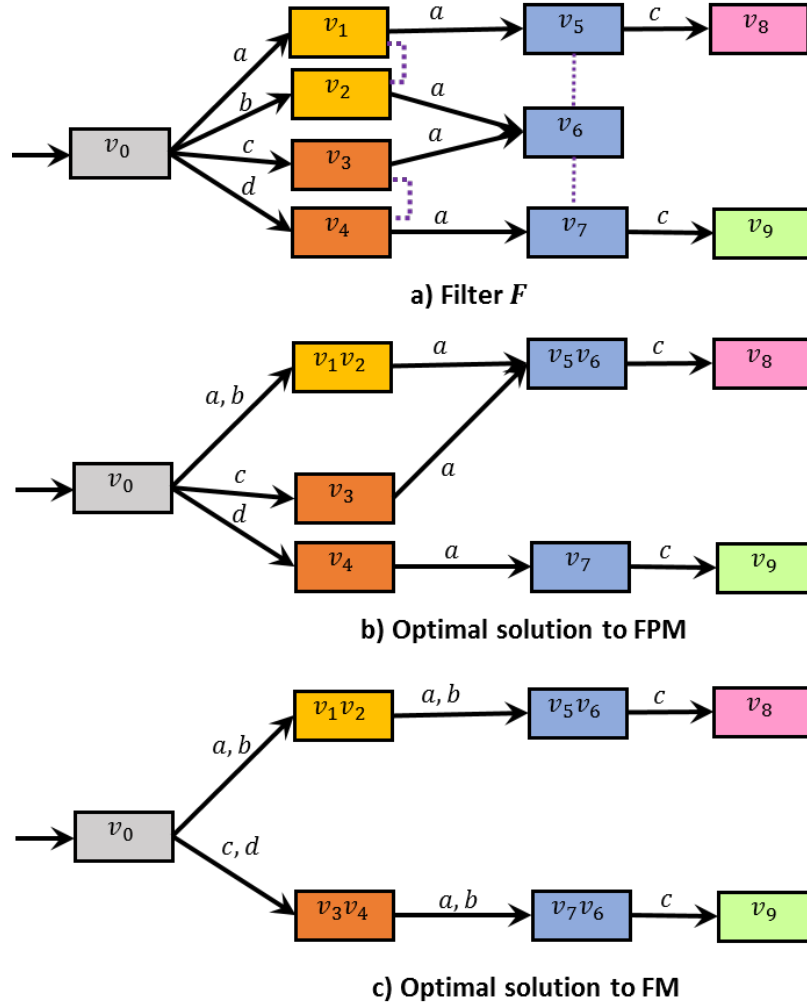 v1 a v5 c v8
a
v2 a
b v6
v0 c v3 a
d
v4 a v7 c v9
a) Filter F
v1v2 a v5v6 c v8
a, b
v0 c v3 a
d
v4 a v7 c v9
b) Optimal solution to FPM
v1v2 a, b v5v6 c v8
a, b
v0
c, d
v3v4 a, b v7v6 c v9
c) Optimal solution to FM